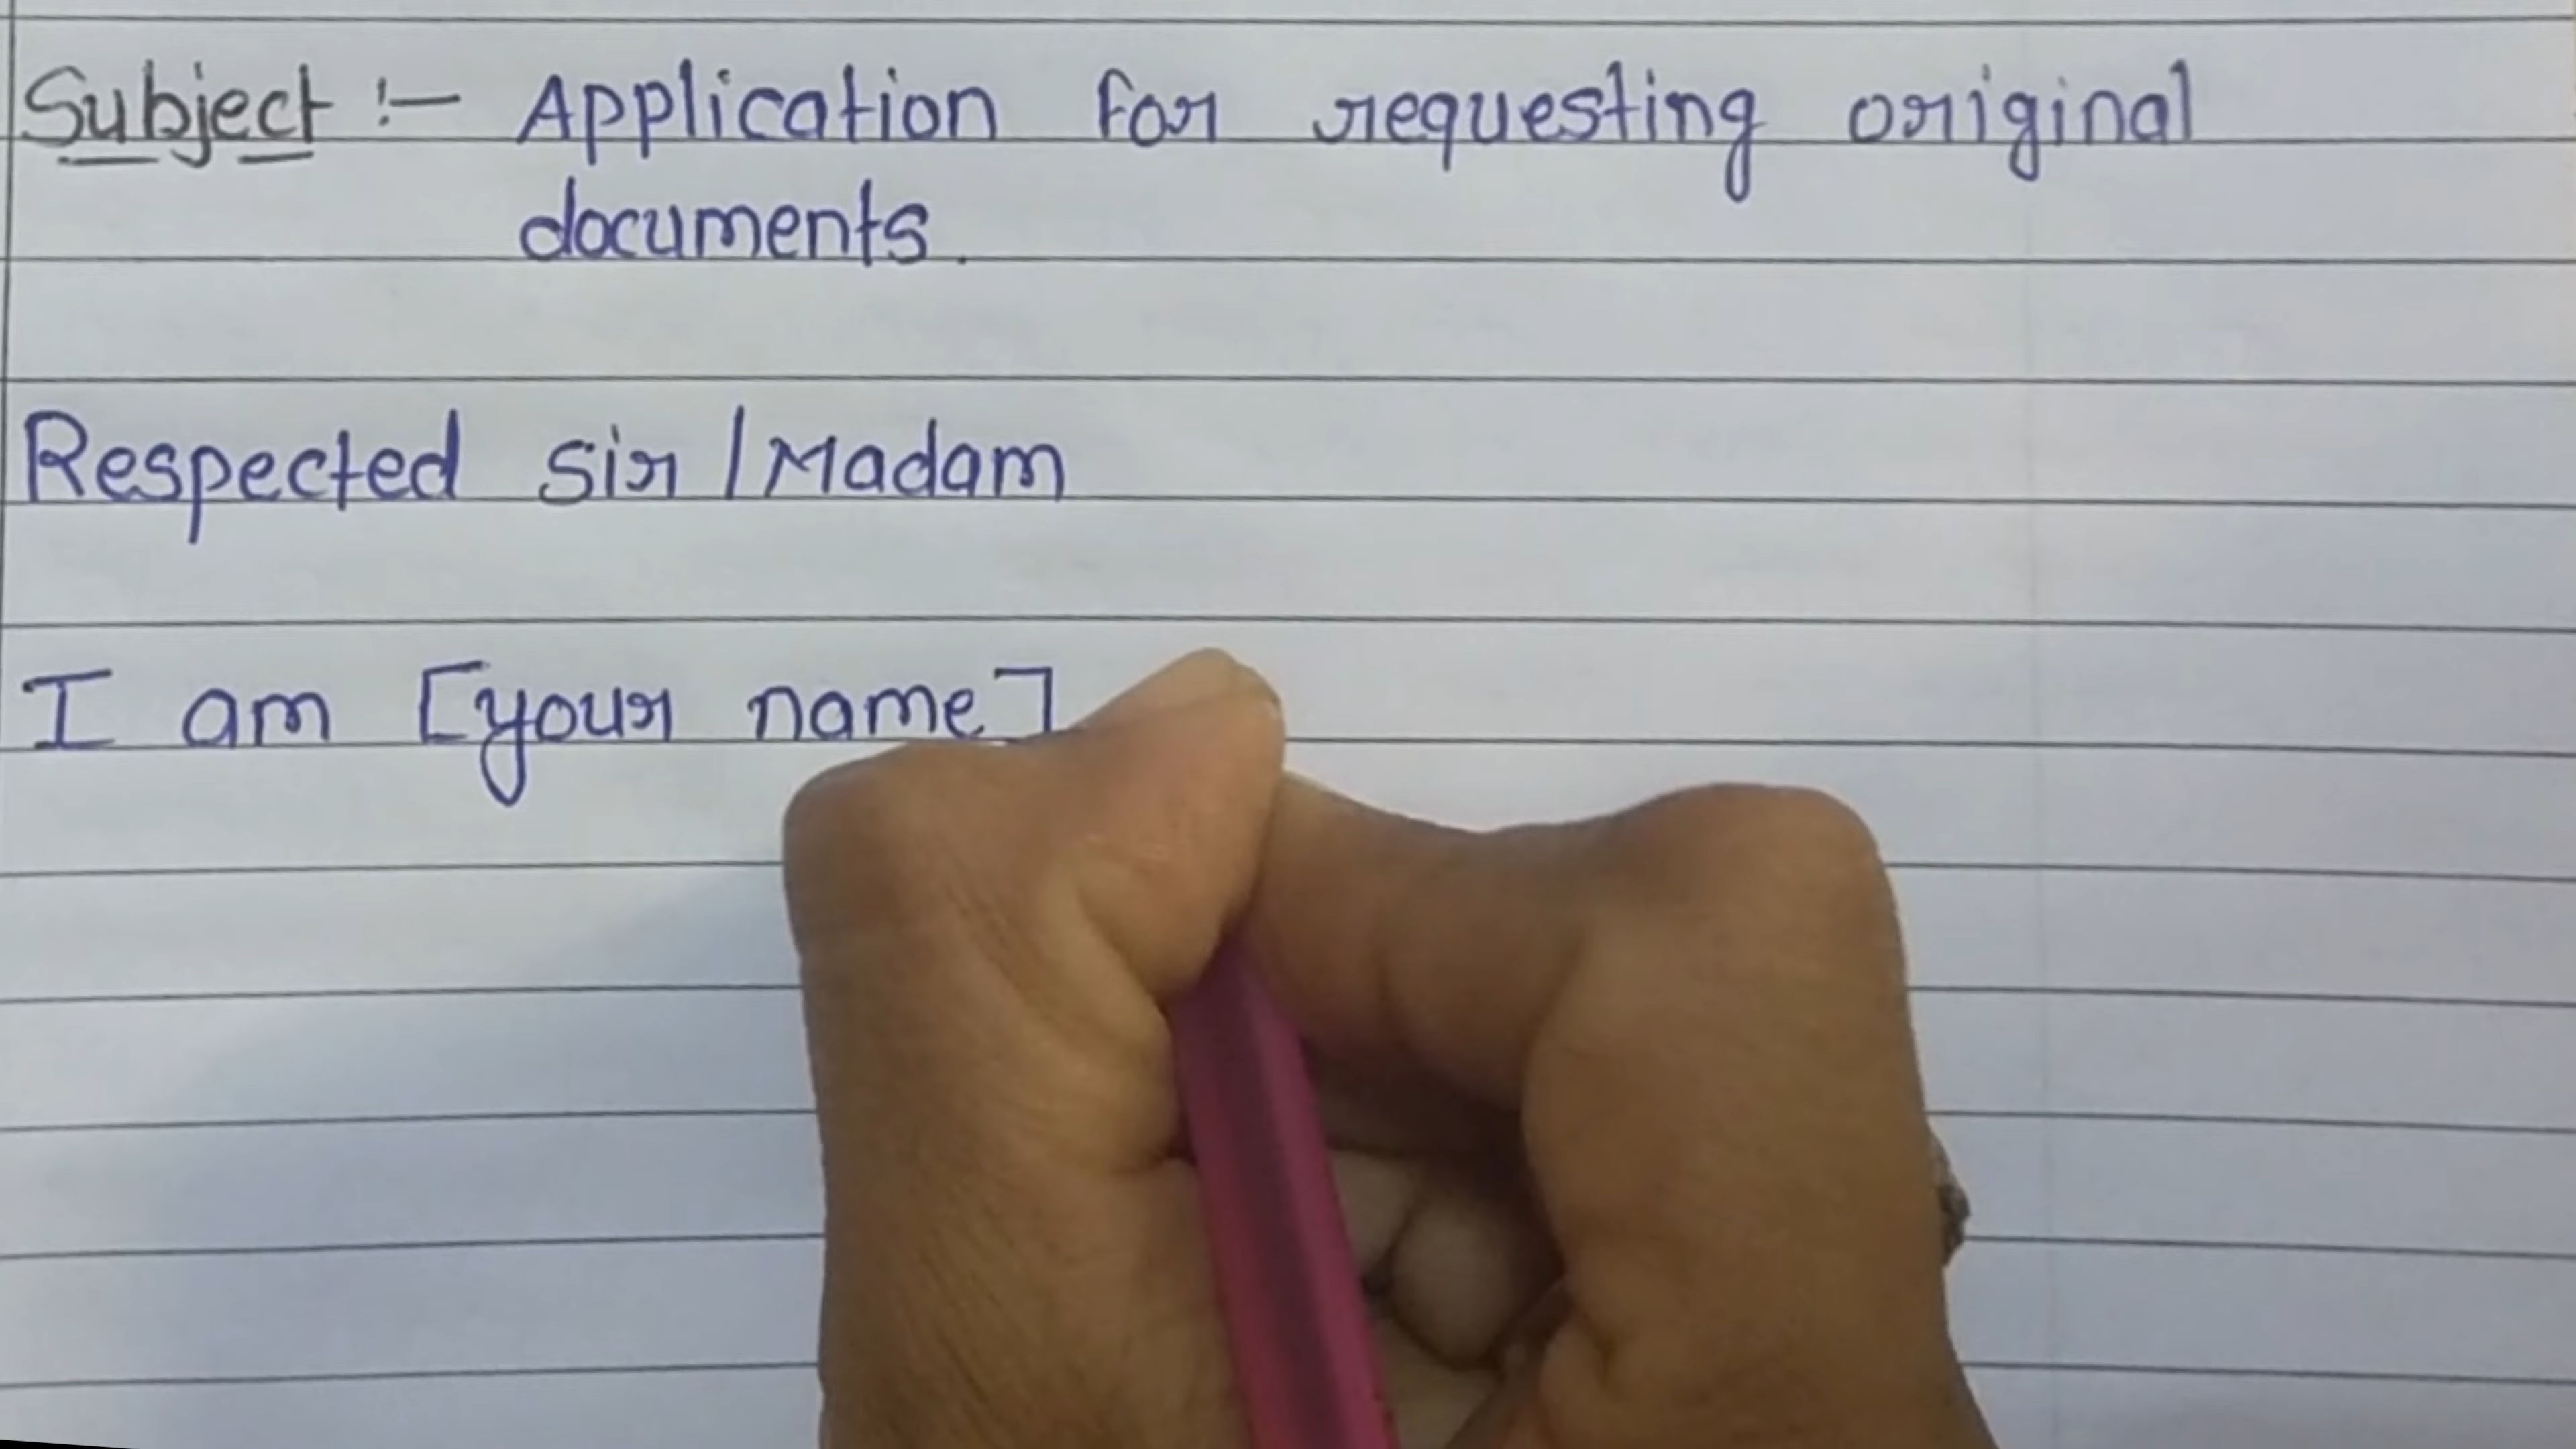 Subject :- Application For requesting original
documents.
Respected sir / Madam
I am [your name]